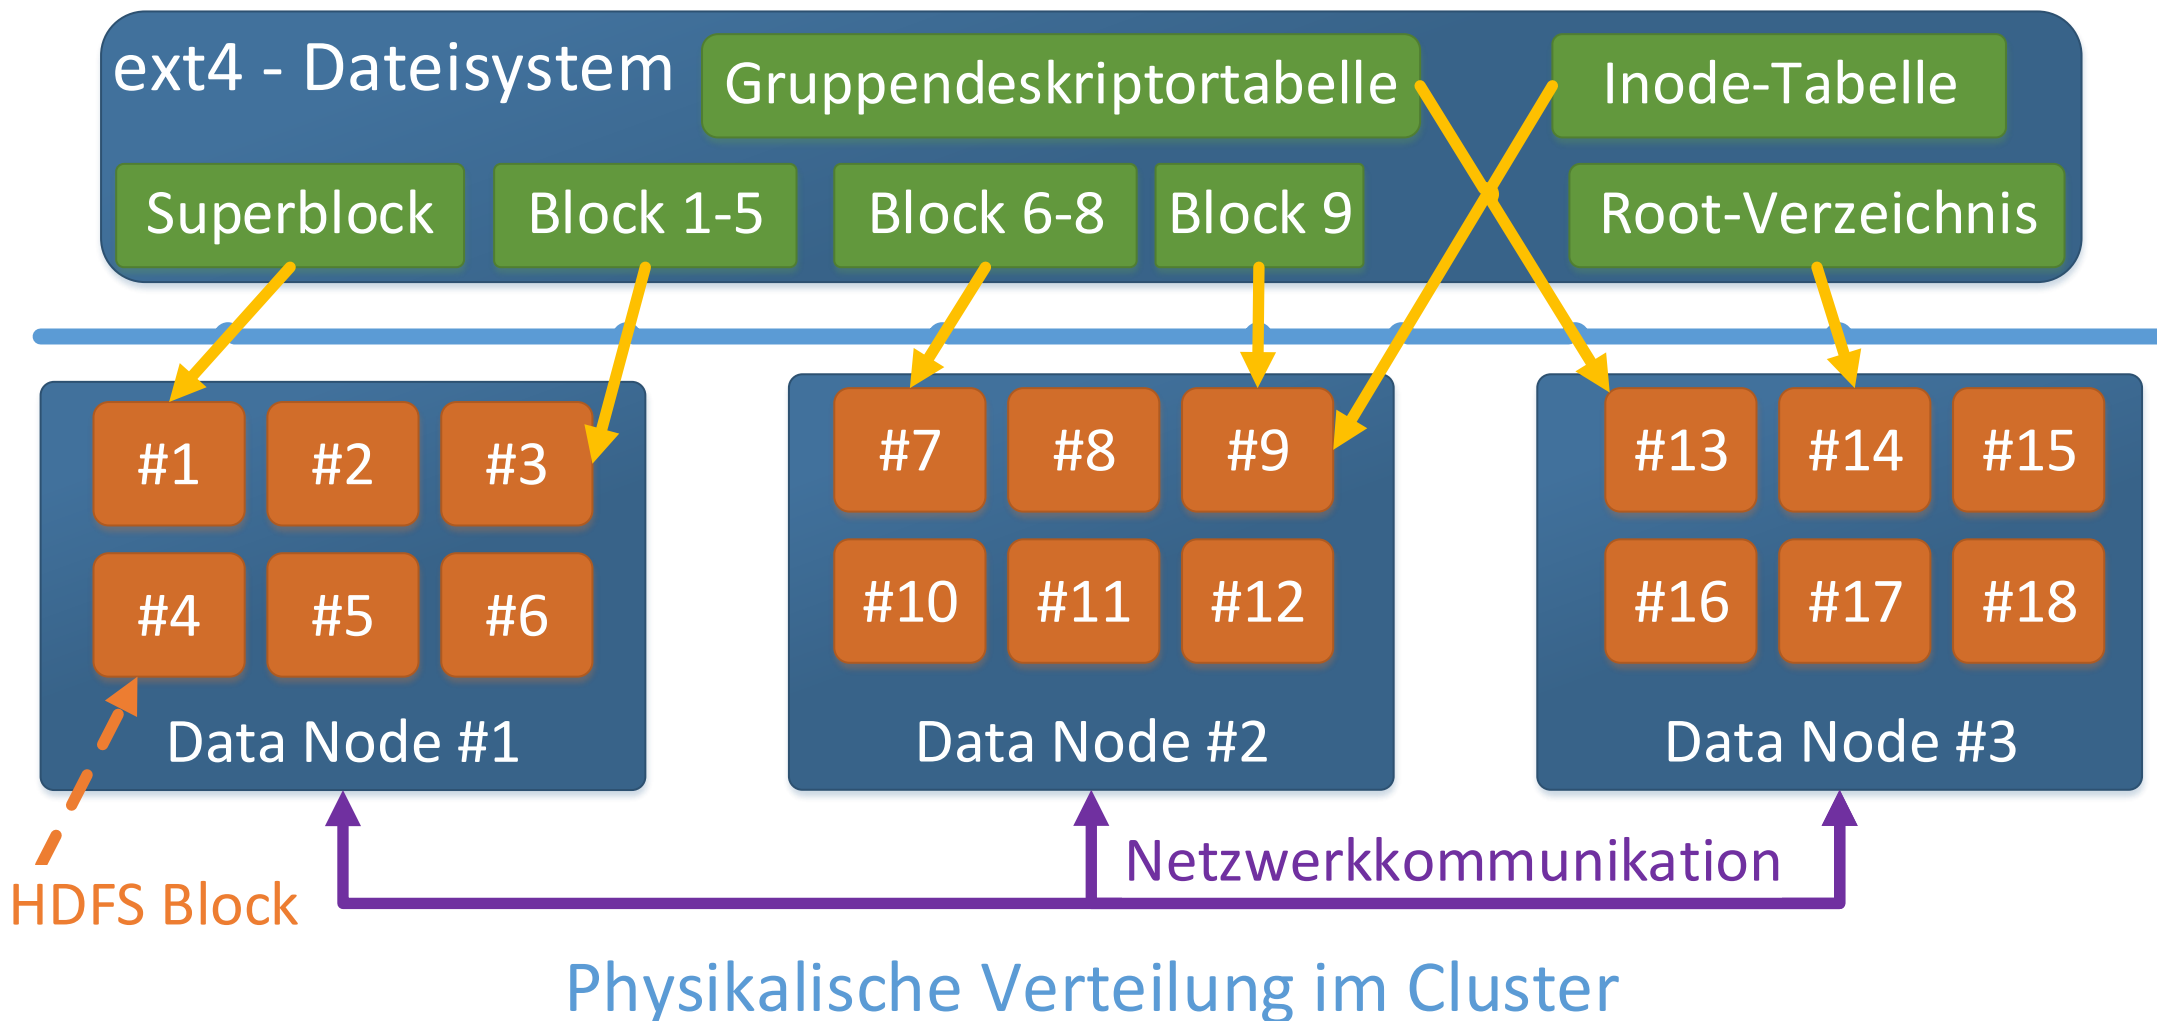 ext4 - Dateisystem
Gruppendeskriptortabelle
Inode-Tabelle
Superblock
Block 1-5
Block 6-8
Block 9
Root-Verzeichnis
#1
#2
#3
#4
#5
#6
Data Node #1
#7
#8
#9
#10
#11
#12
Data Node #2
#13
#14
#15
#16
#17
#18
Data Node #3
HDFS Block
Netzwerkkommunikation
Physikalische Verteilung im Cluster